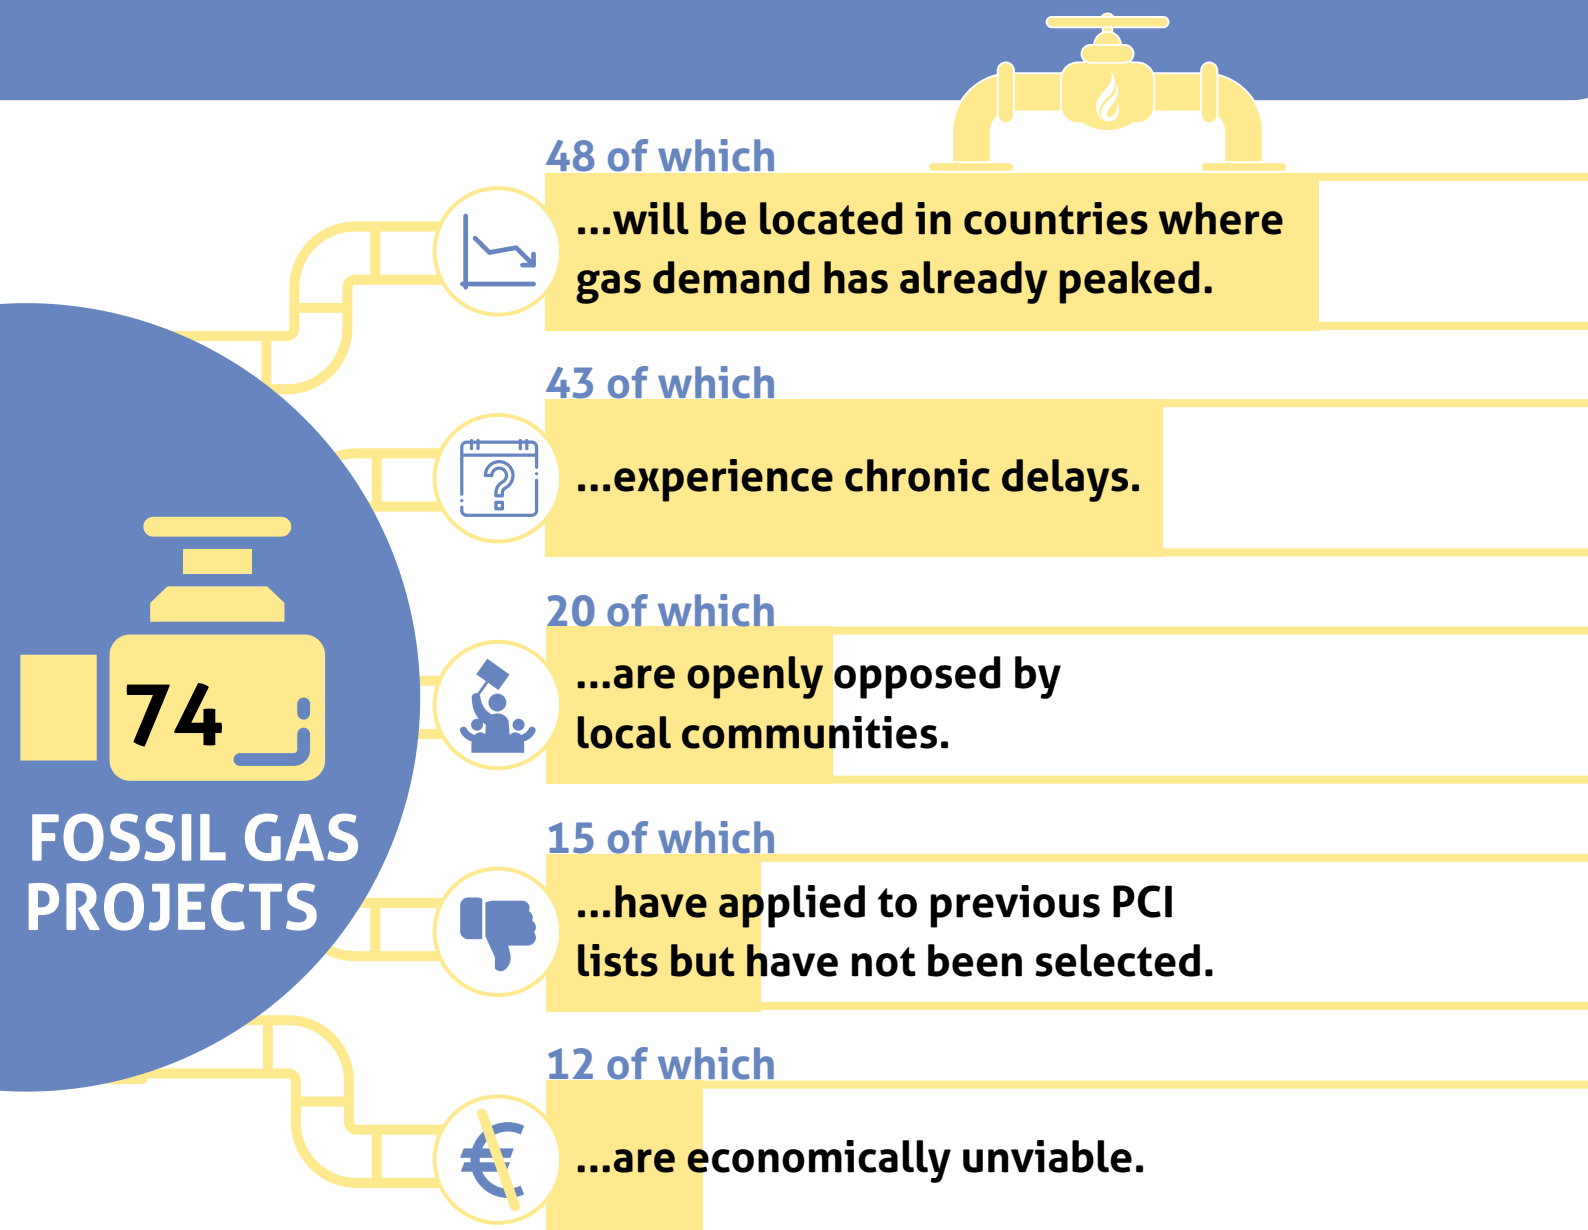 48 of which
...will be located in countries where
gas demand has already peaked.
43 of which
...experience chronic delays.
74
FOSSIL GAS
PROJECTS
20 of which
...are openly opposed by
local communities.
15 of which
...have applied to previous PCI
lists but have not been selected.
12 of which
...are economically unviable.